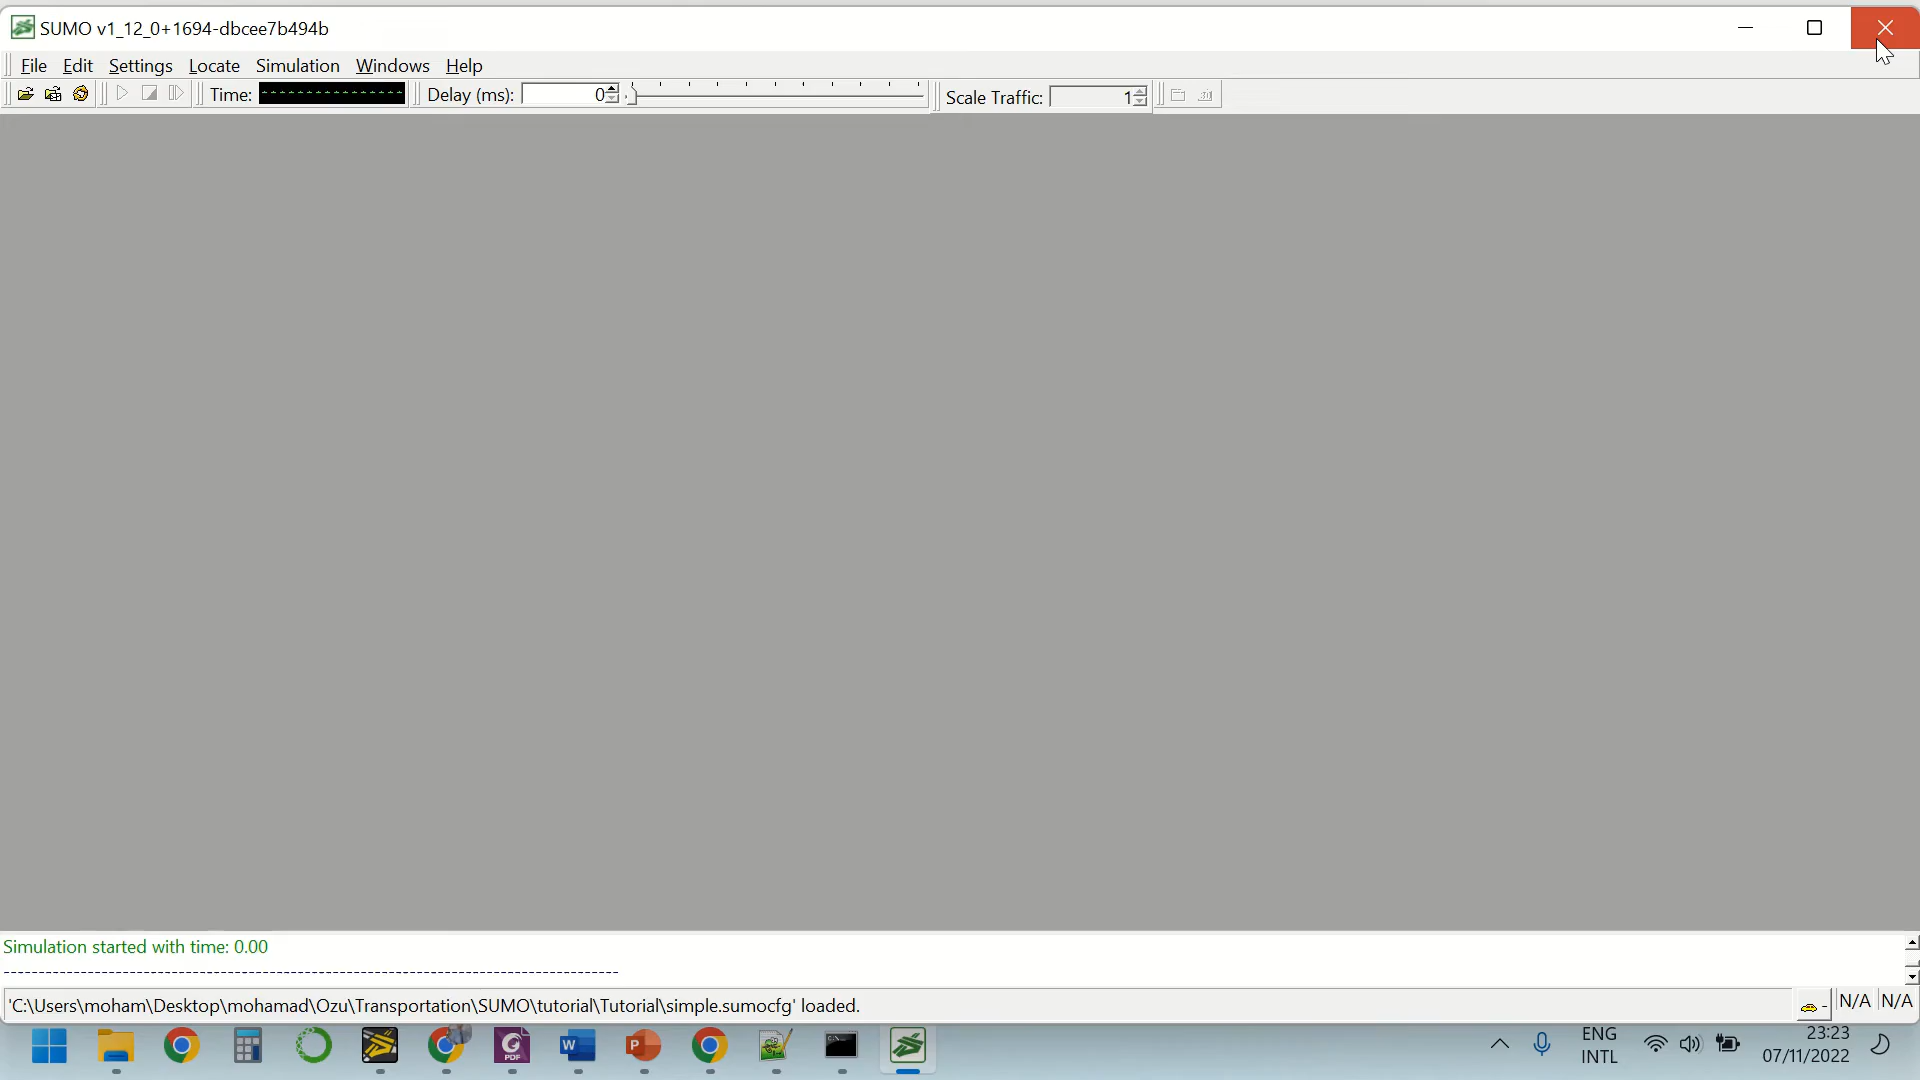 SUMO v1_12_0+1694-dbcee7b494b
File Edit Settings Locate Simulation Windows Help
Time: Delay (ms): 0 Scale Traffic: 1
Simulation started with time: 0.00
--------------------------------------------------------------------------------------
'C:\Users\moham\Desktop\mohamad\Ozu\Transportation\SUMO\tutorial\Tutorial\simple.sumocfg' loaded.
- N/A N/A
ENG
INTL
23:23
07/11/2022